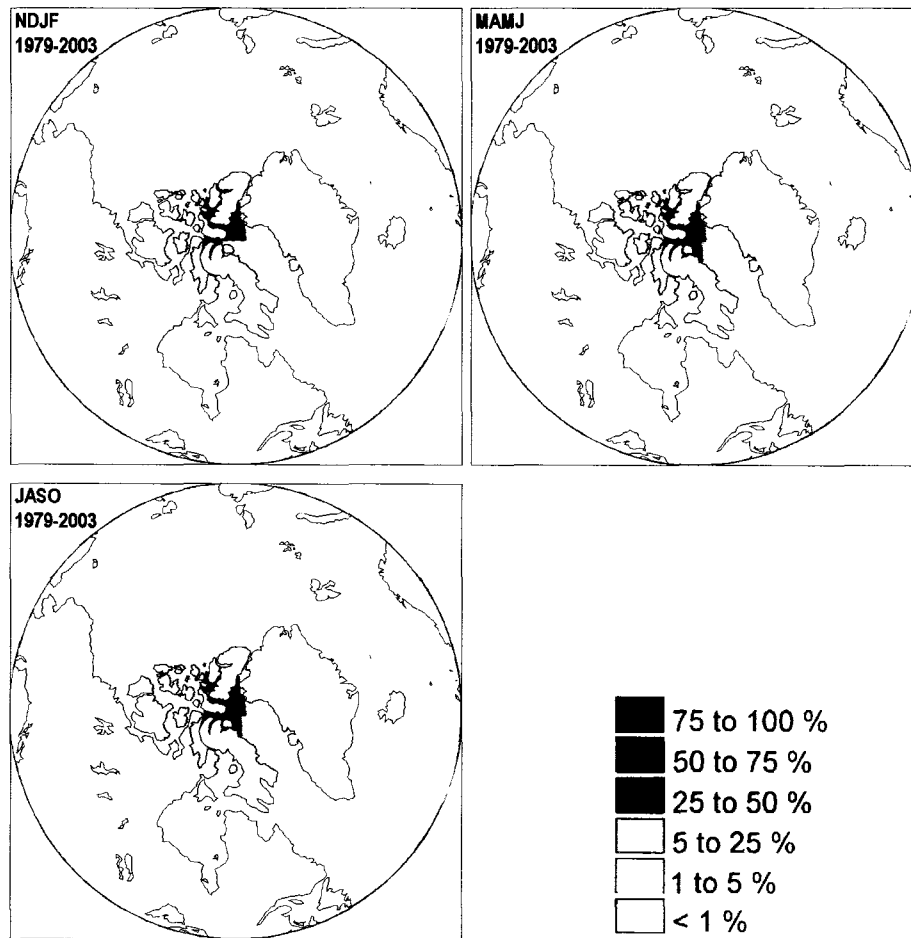 NDJF
1979-2003
MAMJ
1979-2003
JASO
1979-2003
75 to 100 %
50 to 75 %
25 to 50 %
5 to 25 %
1 to 5 %
< 1 %